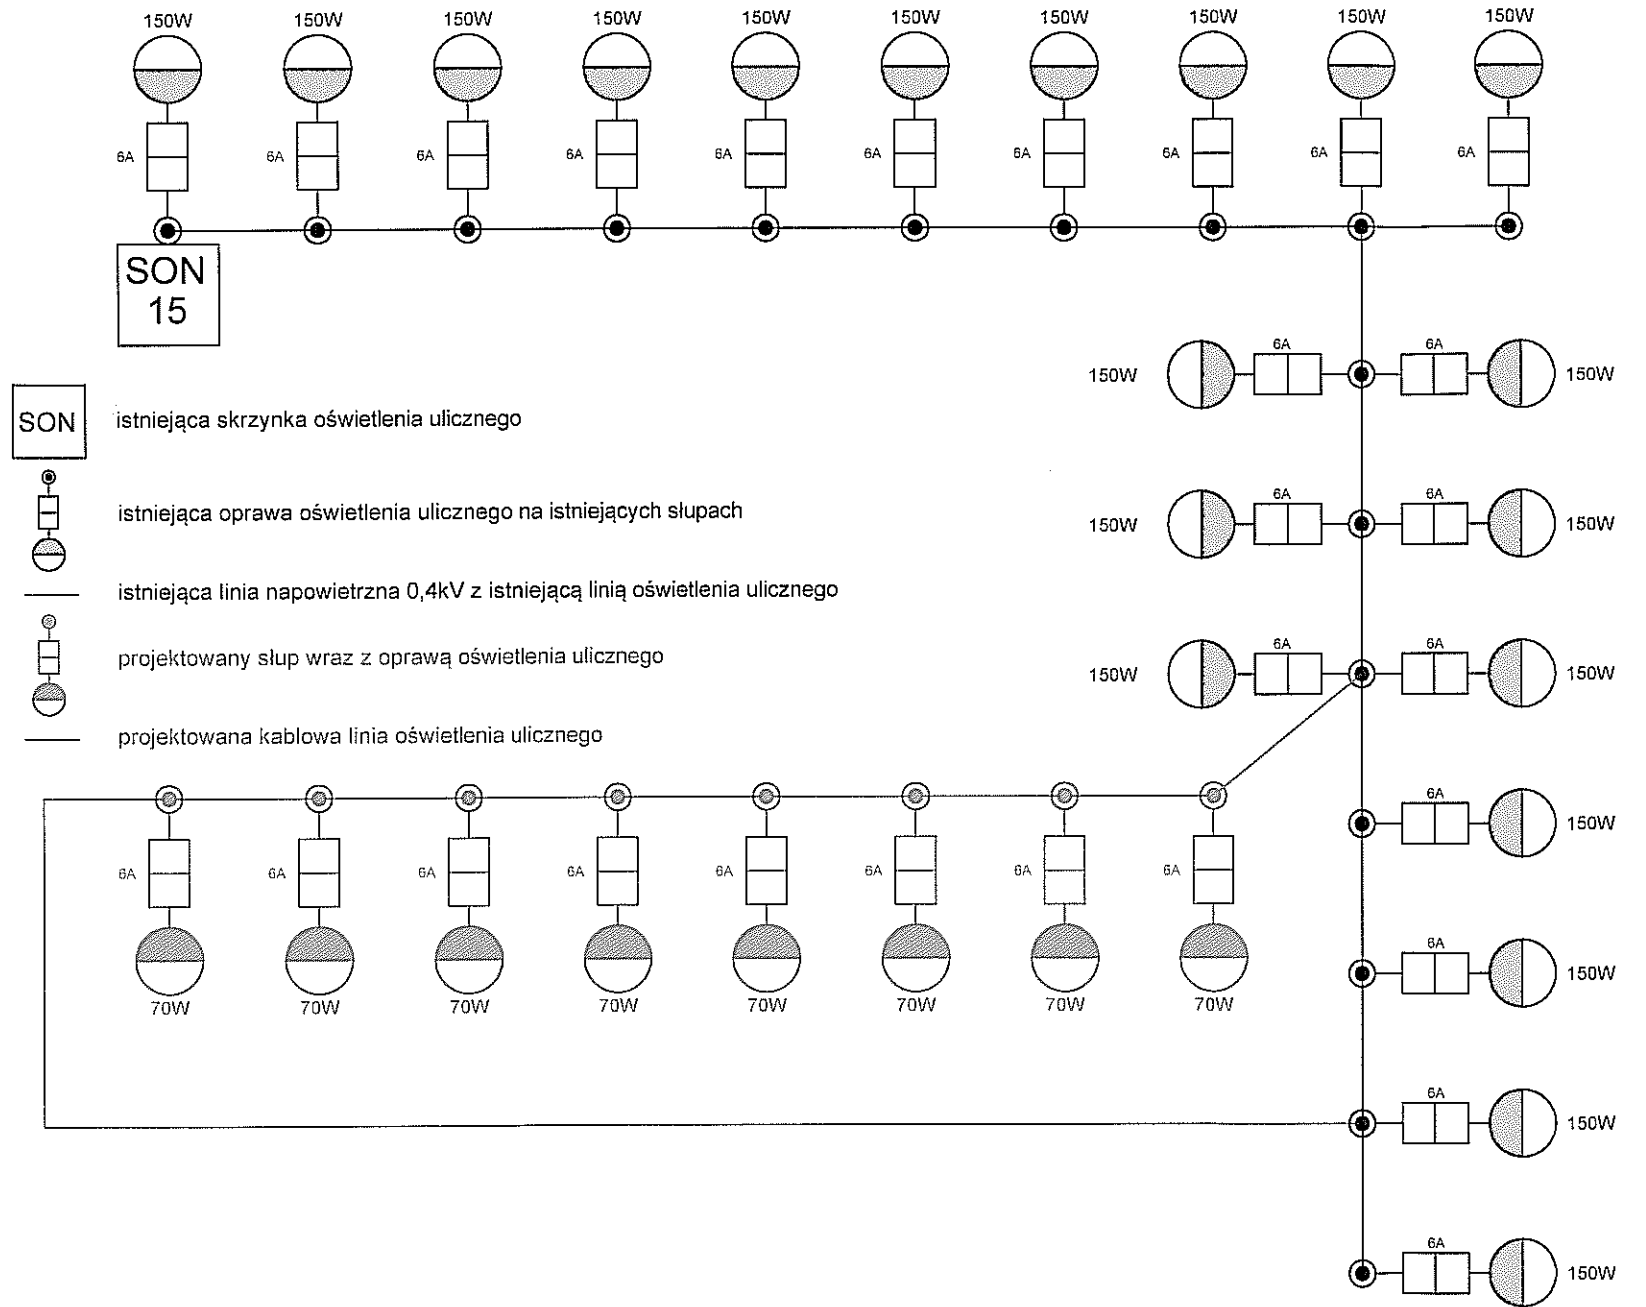 150W 150W 150W 150W 150W 150W 150W 150W 150W 150W
6A 6A 6A 6A 6A 6A 6A 6A 6A 6A
SON
15
6A 6A
150W 150W
SON istniejąca skrzynka oświetlenia ulicznego
6A 6A
istniejąca oprawa oświetlenia ulicznego na istniejących słupach
150W 150W
istniejąca linia napowietrzna 0,4kV z istniejącą linią oświetlenia ulicznego
6A 6A
projektowany słup wraz z oprawą oświetlenia ulicznego
150W 150W
projektowana kablowa linia oświetlenia ulicznego
6A
150W
6A 6A 6A 6A 6A 6A 6A 6A
6A
150W
70W 70W 70W 70W 70W 70W 70W 70W
6A
150W
6A
150W